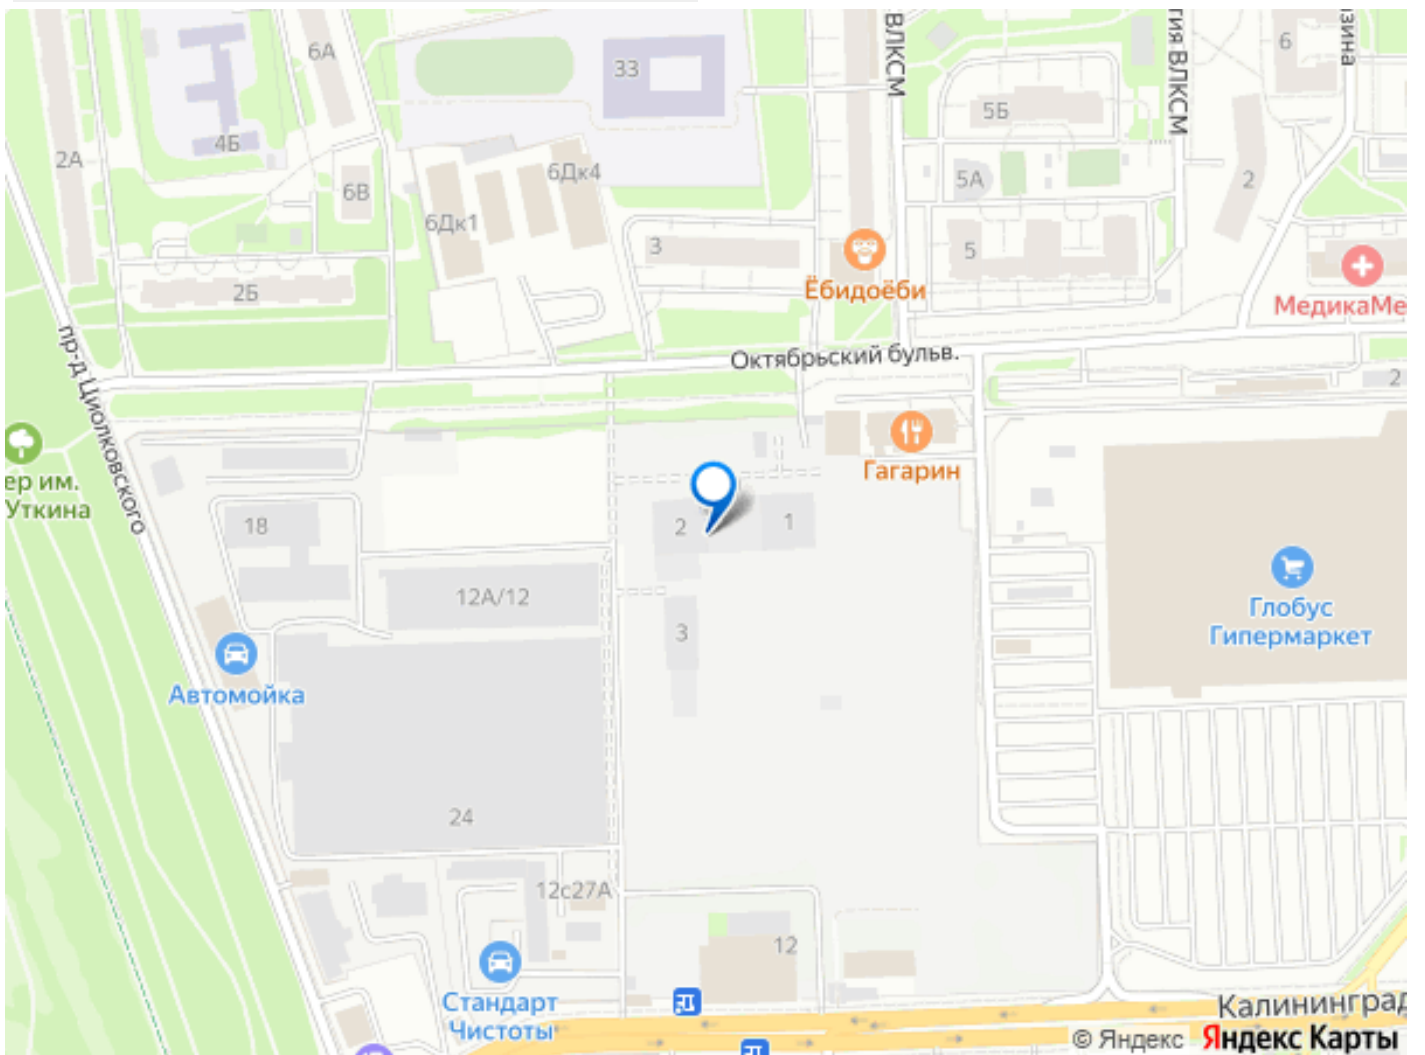 ВЛКСМ
гия ВЛКСМ
зина
6А
33
6
5Б
4Б
2А
6Дк4
5А
2
6В
6Дк1
3
5
Ёбидоёби
2Б
МедикаМе
пр-д Циолковского
Октябрьский бульв.
2
Гагарин
ер им.
Уткина
18
2
1
12А/12
Глобус
Гипермаркет
3
Автомойка
24
12с27А
12
Стандарт
Чистоты
Калининград
© Яндекс Яндекс Карты